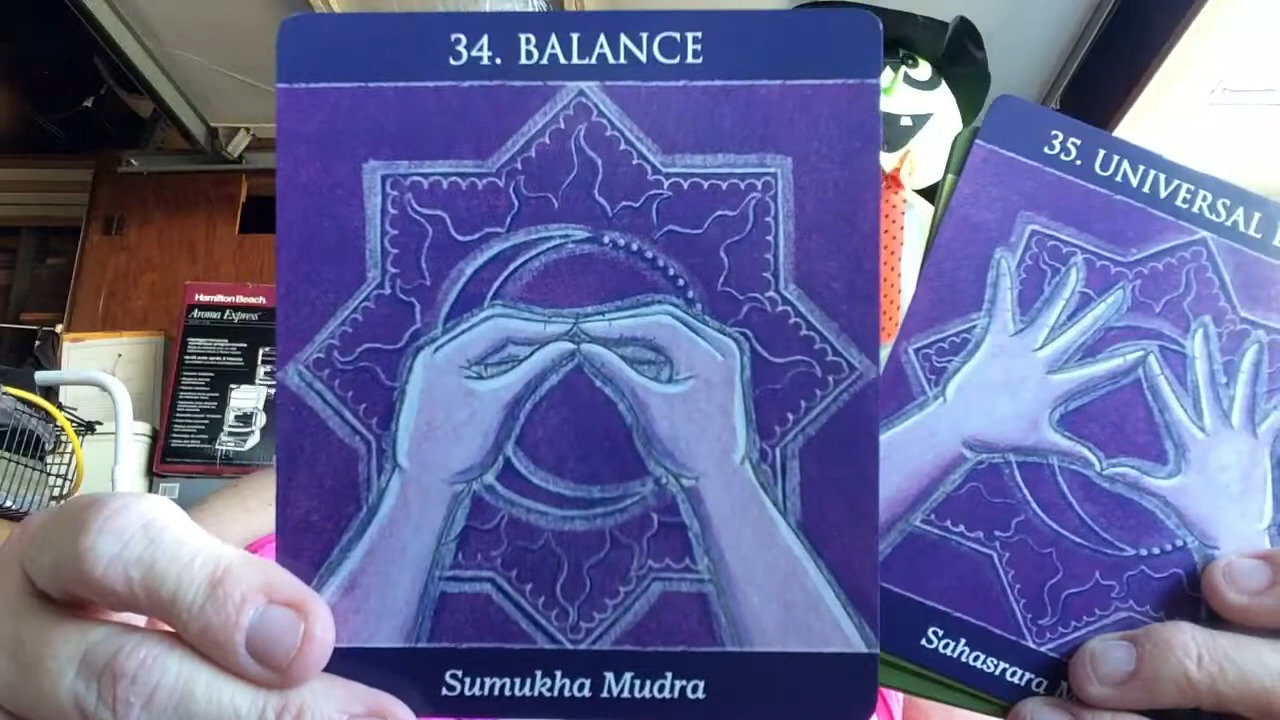 34. BALANCE
Sumukha Mudra
35. UNIVERSAL
Sahasrara
Hamilton Beach
Aroma Express